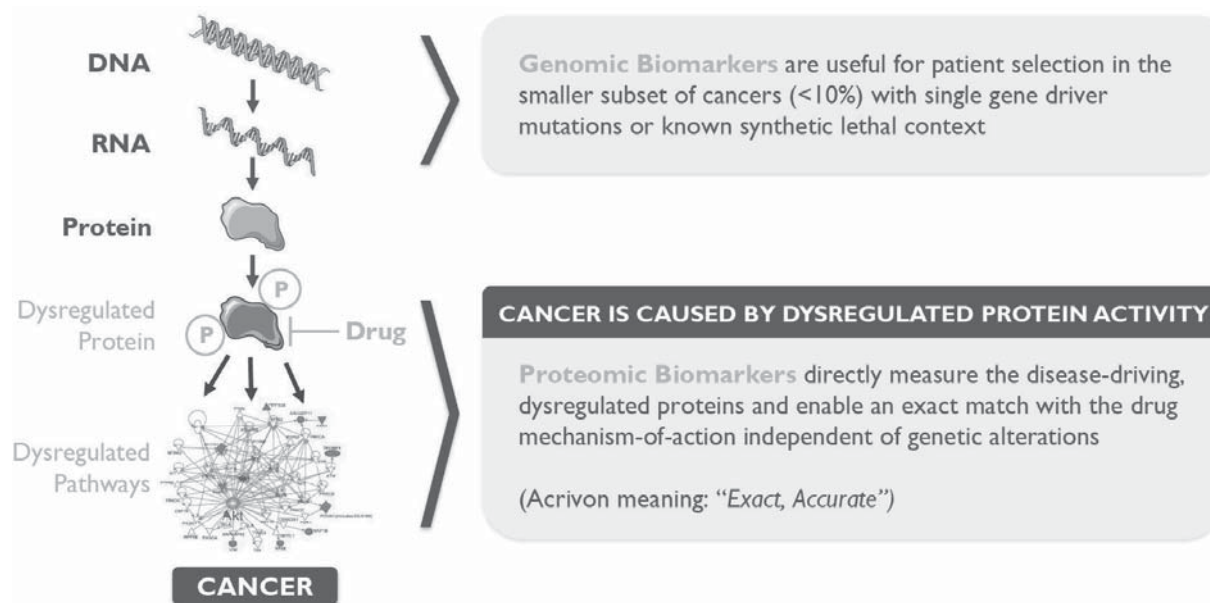 DNA
RNA
Protein
Dysregulated
Protein
P
P
Drug
Dysregulated
Pathways
Akt
CANCER
Genomic Biomarkers are useful for patient selection in the
smaller subset of cancers (<10%) with single gene driver
mutations or known synthetic lethal context
CANCER IS CAUSED BY DYSREGULATED PROTEIN ACTIVITY
Proteomic Biomarkers directly measure the disease-driving,
dysregulated proteins and enable an exact match with the drug
mechanism-of-action independent of genetic alterations
(Acrivon meaning: “Exact, Accurate”)